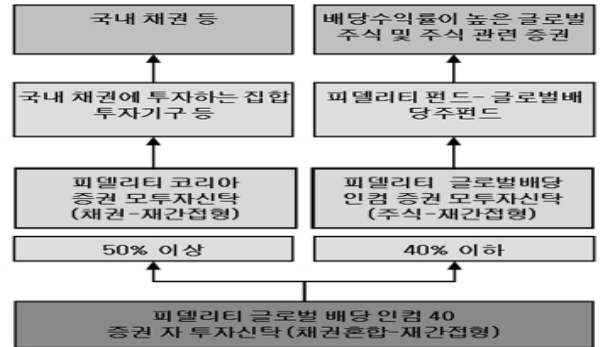 국내 채권 등
배당수익률이 높은 글로벌
주식 및 주식 관련 증권
국내 채권에 투자하는 집합
투자기구 등
피델리티 펀드- 글로벌배
당주펀드
피델리티 코리아
증권 모투자신탁
(채권-재간접형)
피델리티 글로벌배당
인컴 증권 모투자신탁
(주식-재간접형)
50% 이상
40% 이하
피델리티 글로벌 배당 인컴 40
증권 자 투자신탁 (채권혼합-재간접형)